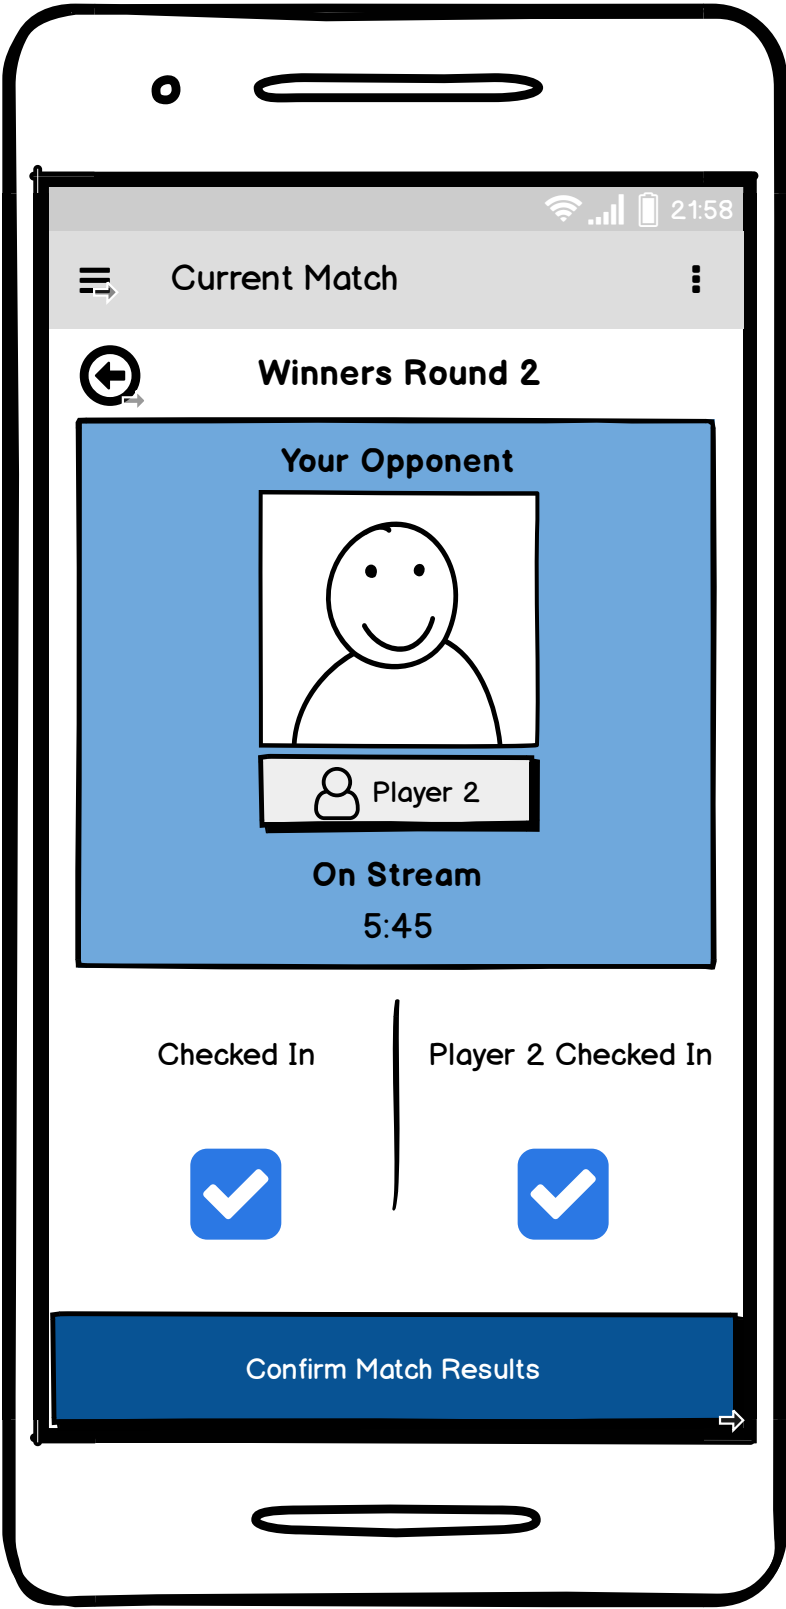 21:58
Current Match
Winners Round 2
Your Opponent
Player 2
On Stream
5:45
Checked In
Player 2 Checked In
Confirm Match Results